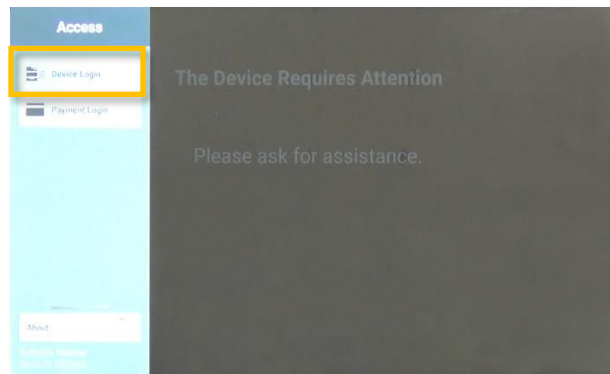 Access
Device Login
Payment Login
The Device Requires Attention
Please ask for assistance.
About